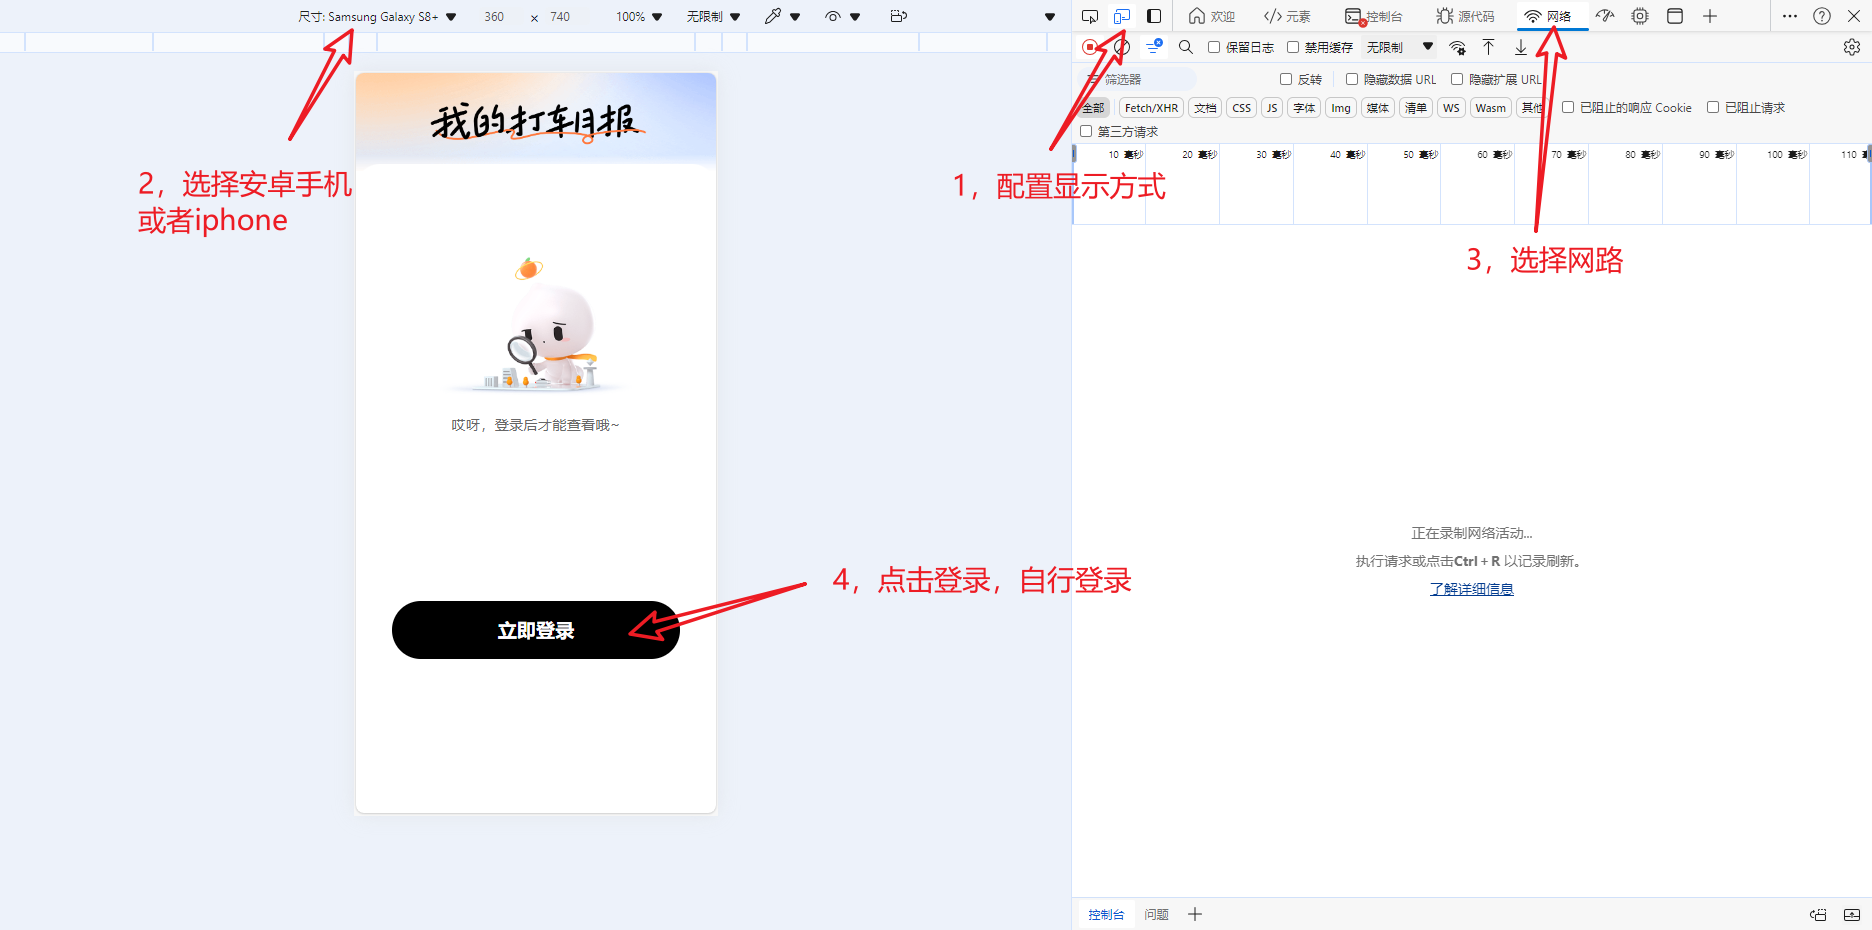 尺寸: Samsung Galaxy S8+ 360 × 740 100% 无限制
欢迎 元素 控制台 源代码 网络
保留日志 禁用缓存 无限制
筛选器 反转 隐藏数据 URL 隐藏扩展 URL
全部 Fetch/XHR 文档 CSS JS 字体 Img 媒体 清单 WS Wasm 其他 已阻止的响应 Cookie 已阻止请求
第三方请求
10 毫秒 20 毫秒 30 毫秒 40 毫秒 50 毫秒 60 毫秒 70 毫秒 80 毫秒 90 毫秒 100 毫秒 110
我的打车月报
2，选择安卓手机
或者iphone
1，配置显示方式
3，选择网路
哎呀，登录后才能查看哦~
正在录制网络活动...
执行请求或点击Ctrl + R 以记录刷新。
了解详细信息
4，点击登录，自行登录
立即登录
控制台 问题